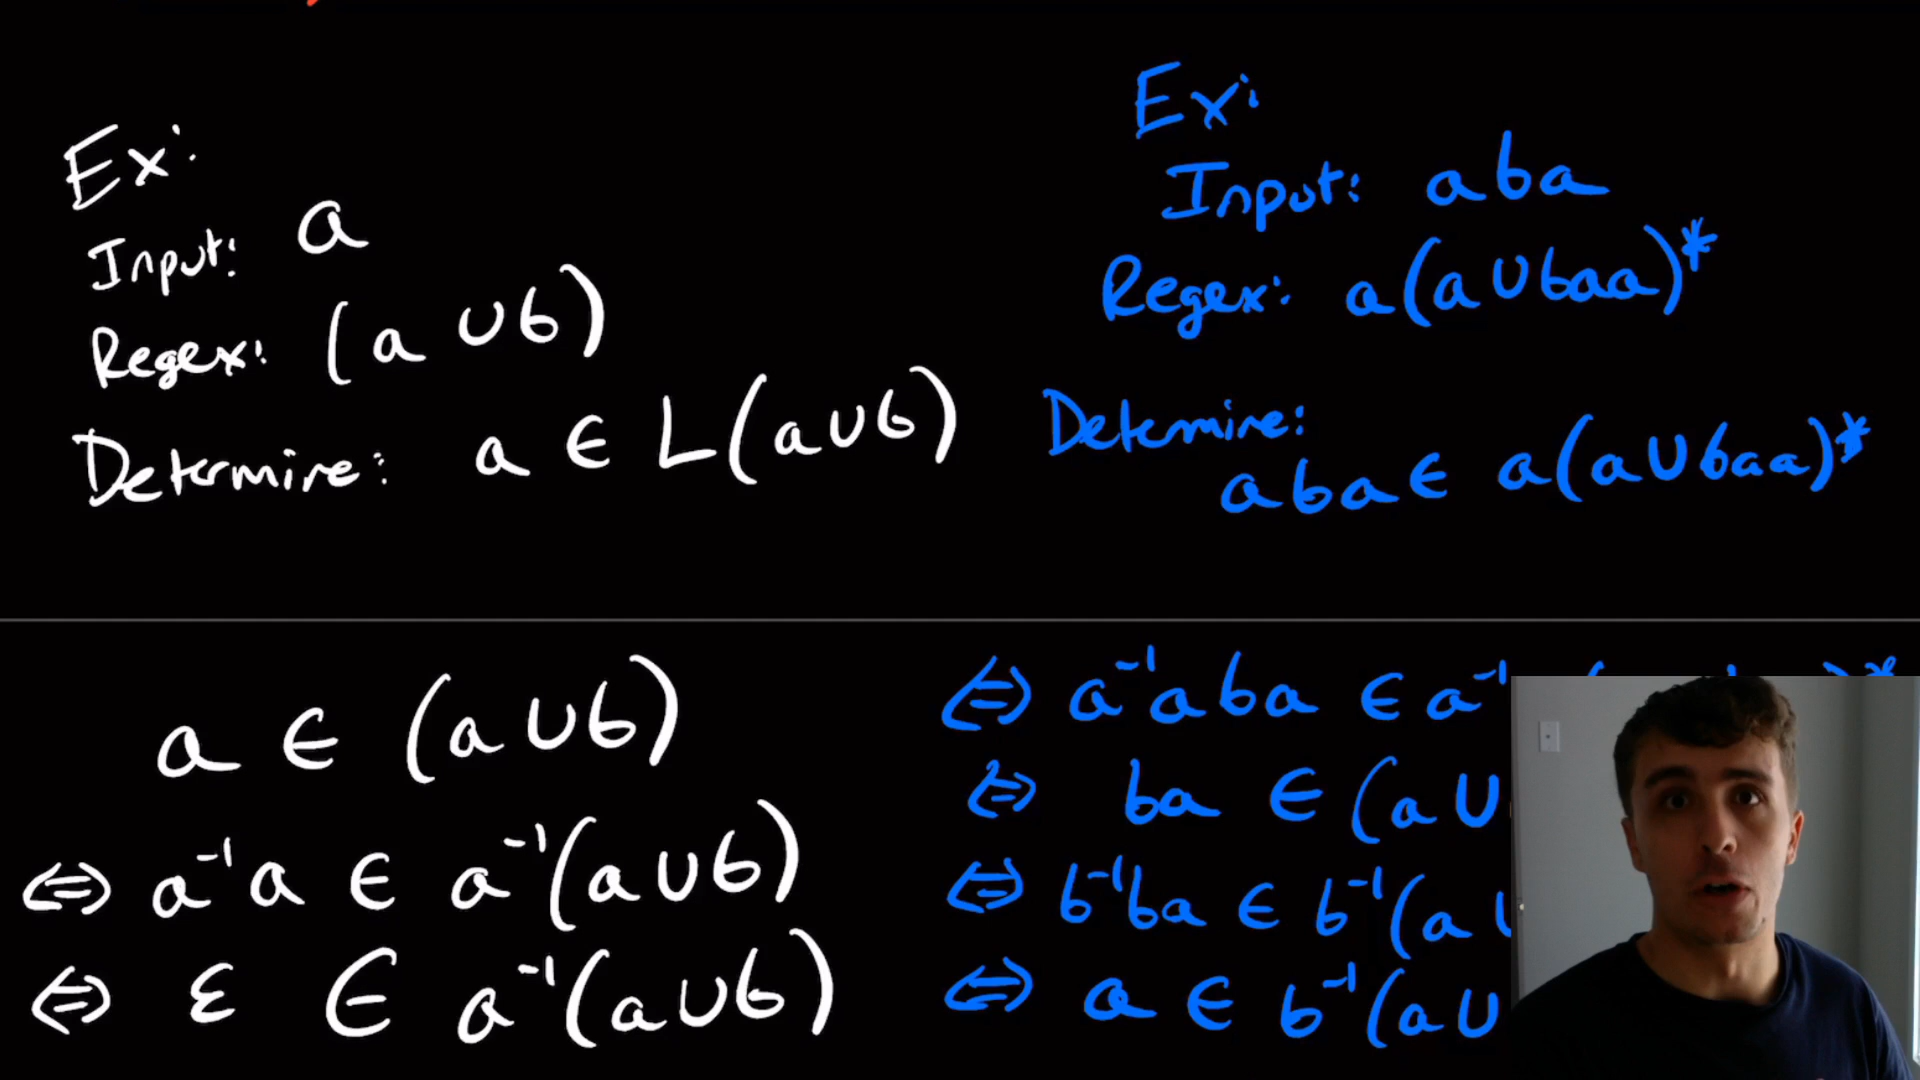 Ex:
Input: a
Regex: (a ∪ b)
Determine: a ∈ L(a∪b)
Ex:
Input: aba
Regex: a(a∪baa)*
Determine:
aba ∈ a(a∪baa)*
a ∈ (a ∪b)
⇔ a⁻¹a ∈ a⁻¹(a∪b)
⇔ ε ∈ a⁻¹(a∪b)
⇔ a⁻¹aba ∈ a⁻¹
⇔ ba ∈ (a ∪
⇔ b⁻¹ba ∈ b⁻¹(a
⇔ a ∈ b⁻¹(a∪